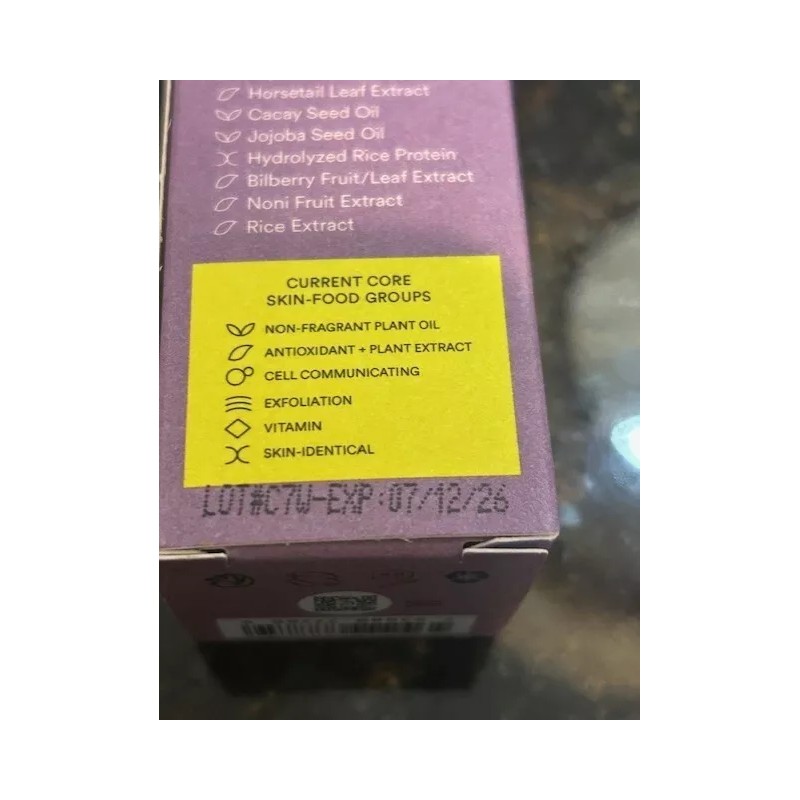 Horsetail Leaf Extract
Cacay Seed Oil
Jojoba Seed Oil
Hydrolyzed Rice Protein
Bilberry Fruit/Leaf Extract
Noni Fruit Extract
Rice Extract
CURRENT CORE
SKIN-FOOD GROUPS
NON-FRAGRANT PLANT OIL
ANTIOXIDANT + PLANT EXTRACT
CELL COMMUNICATING
EXFOLIATION
VITAMIN
SKIN-IDENTICAL
LOT#C7W-EXP:07/12/26